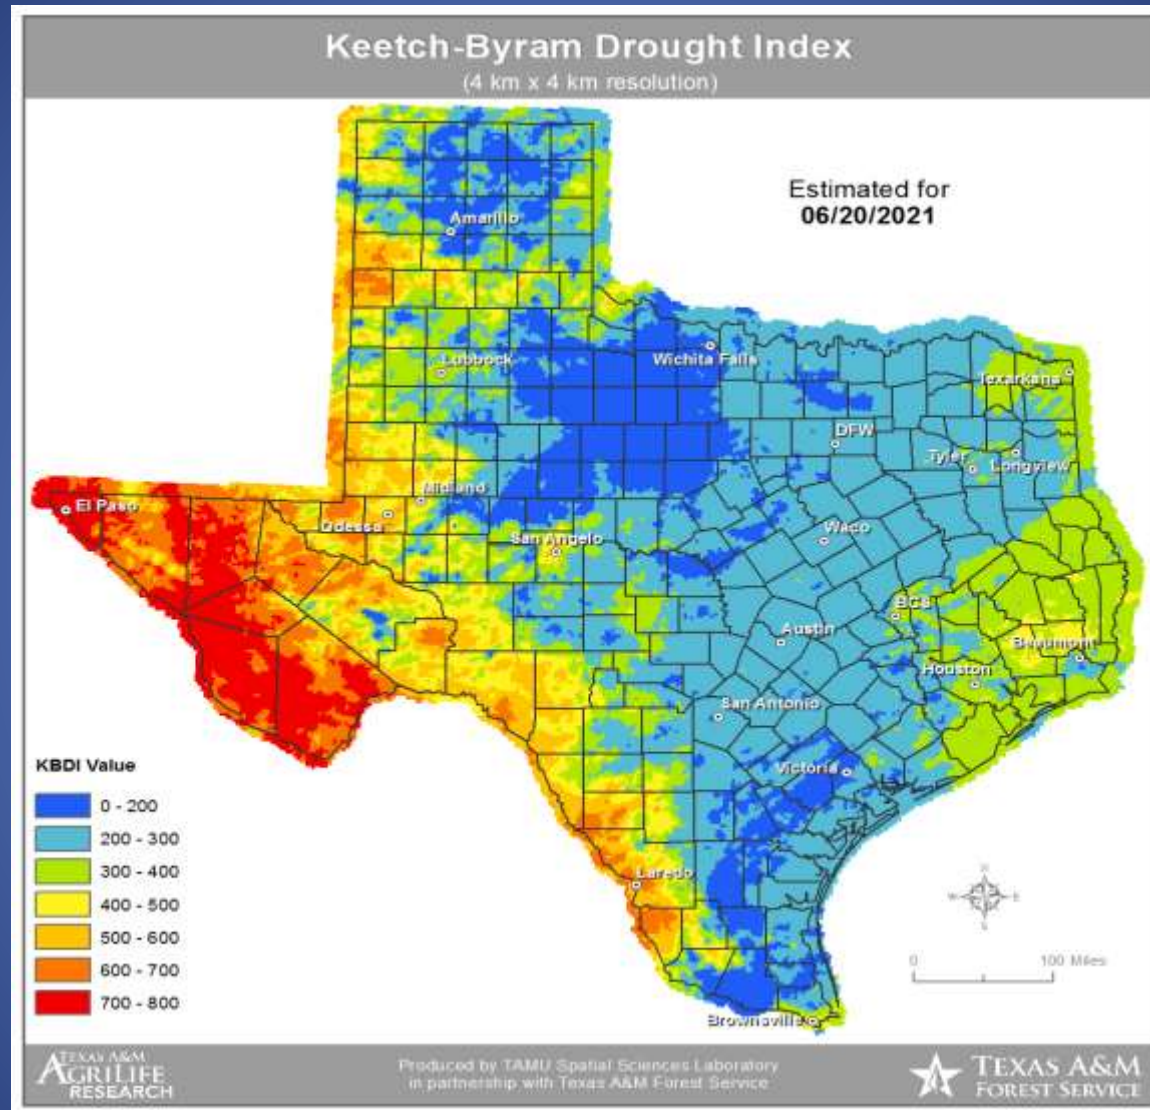 Keetch-Byram Drought Index
(4 km x 4 km resolution)
Estimated for
06/20/2021
Amarillo
Lubbock
Wichita Falls
Texarkana
DFW
Tyler
Longview
Midland
El Paso
Odessa
San Angelo
Waco
BCS
Austin
Beaumont
Houston
San Antonio
Victoria
Laredo
Brownsville
KBDI Value
0 - 200
200 - 300
300 - 400
400 - 500
500 - 600
600 - 700
700 - 800
N
W
E
S
0
100 Miles
TEXAS A&M
AGRILIFE
RESEARCH
Produced by TAMU Spatial Sciences Laboratory
in partnership with Texas A&M Forest Service
TEXAS A&M
FOREST SERVICE